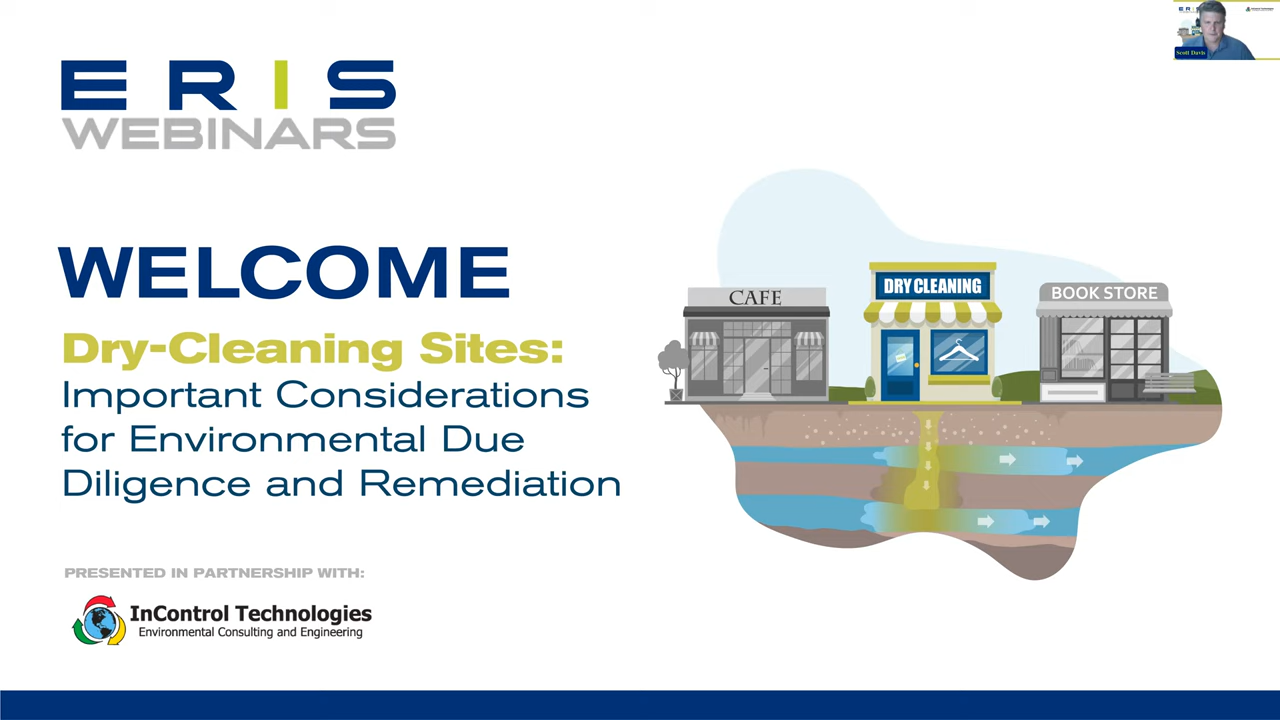 ERIS
WEBINARS
WELCOME
Dry-Cleaning Sites:
Important Considerations
for Environmental Due
Diligence and Remediation
PRESENTED IN PARTNERSHIP WITH:
InControl Technologies
Environmental Consulting and Engineering
CAFE
DRY CLEANING
BOOK STORE
Scott Davis